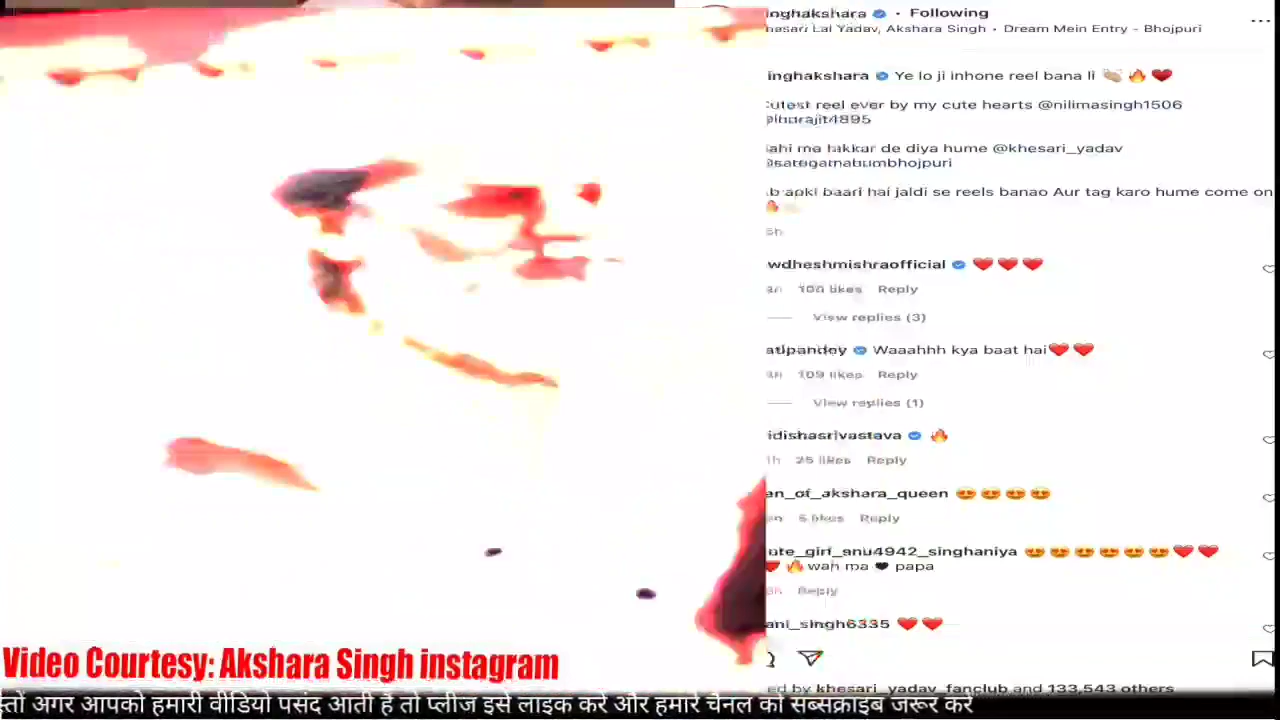 inghakshara • Following
hesari Lal Yadav, Akshara Singh • Dream Mein Entry - Bhojpuri
inghakshara Ye lo ji inhone reel bana li 👏🏻 🔥 ❤️
utest reel ever by my cute hearts @nilimasingh1506
ahi ma takkar de diya hume @khesari_yadav
@saregamahumbhojpuri
b apki baari hai jaldi se reels banao Aur tag karo hume come on
🔥
wdheshmishraofficial ❤️ ❤️ ❤️
100 likes Reply
View replies (3)
atipandey Waaahhh kya baat hai❤️ ❤️
109 likes Reply
View replies (1)
idishasrivastava 🔥
25 likes Reply
an_of_akshara_queen 😍 😍 😍 😍
likes Reply
ute_girl_anu4942_singhaniya 😍 😍 😍 😍 😍 😍 ❤️ ❤️
❤️ 🔥 wah ma 🖤 papa
Reply
ani_singh6335 ❤️ ❤️
ed by khesari_yadav_fanclub and 133,543 others
Video Courtesy: Akshara Singh instagram
स्तों अगर आपको हमारी वीडियो पसंद आती है तो प्लीज इसे लाइक करे और हमारे चैनल को सब्सक्राइब जरूर करे